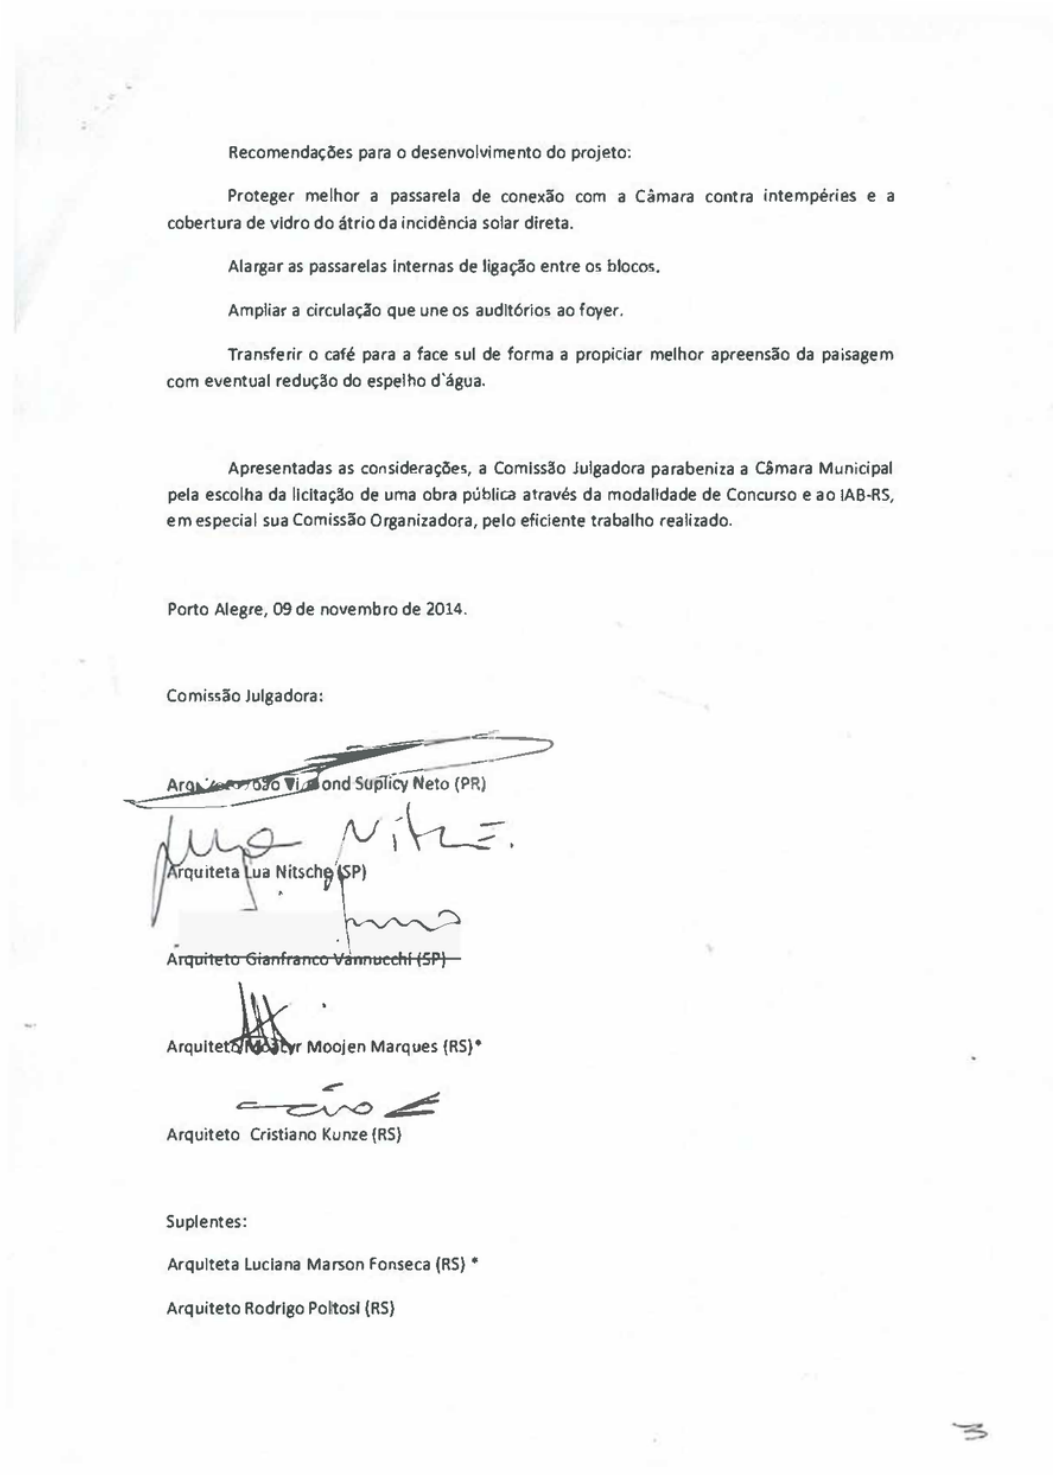 Recomendações para o desenvolvimento do projeto:
Proteger melhor a passarela de conexão com a Câmara contra intempéries e a
cobertura de vidro do átrio da incidência solar direta.
Alargar as passarelas internas de ligação entre os blocos.
Ampliar a circulação que une os auditórios ao foyer.
Transferir o café para a face sul de forma a propiciar melhor apreensão da paisagem
com eventual redução do espelho d`água.
Apresentadas as considerações, a Comissão Julgadora parabeniza a Câmara Municipal
pela escolha da licitação de uma obra pública através da modalidade de Concurso e ao IAB-RS,
em especial sua Comissão Organizadora, pelo eficiente trabalho realizado.
Porto Alegre, 09 de novembro de 2014.
Comissão Julgadora:
Suplicy Neto (PR)
Nitsche.
Arquiteta Lua Nitsche (SP)
Arquiteto Gianfranco Vannucchi (SP)
Arquiteto Moacyr Moojen Marques (RS)*
Arquiteto Cristiano Kunze (RS)
Suplentes:
Arquiteta Luciana Marson Fonseca (RS) *
Arquiteto Rodrigo Poltosi (RS)
3